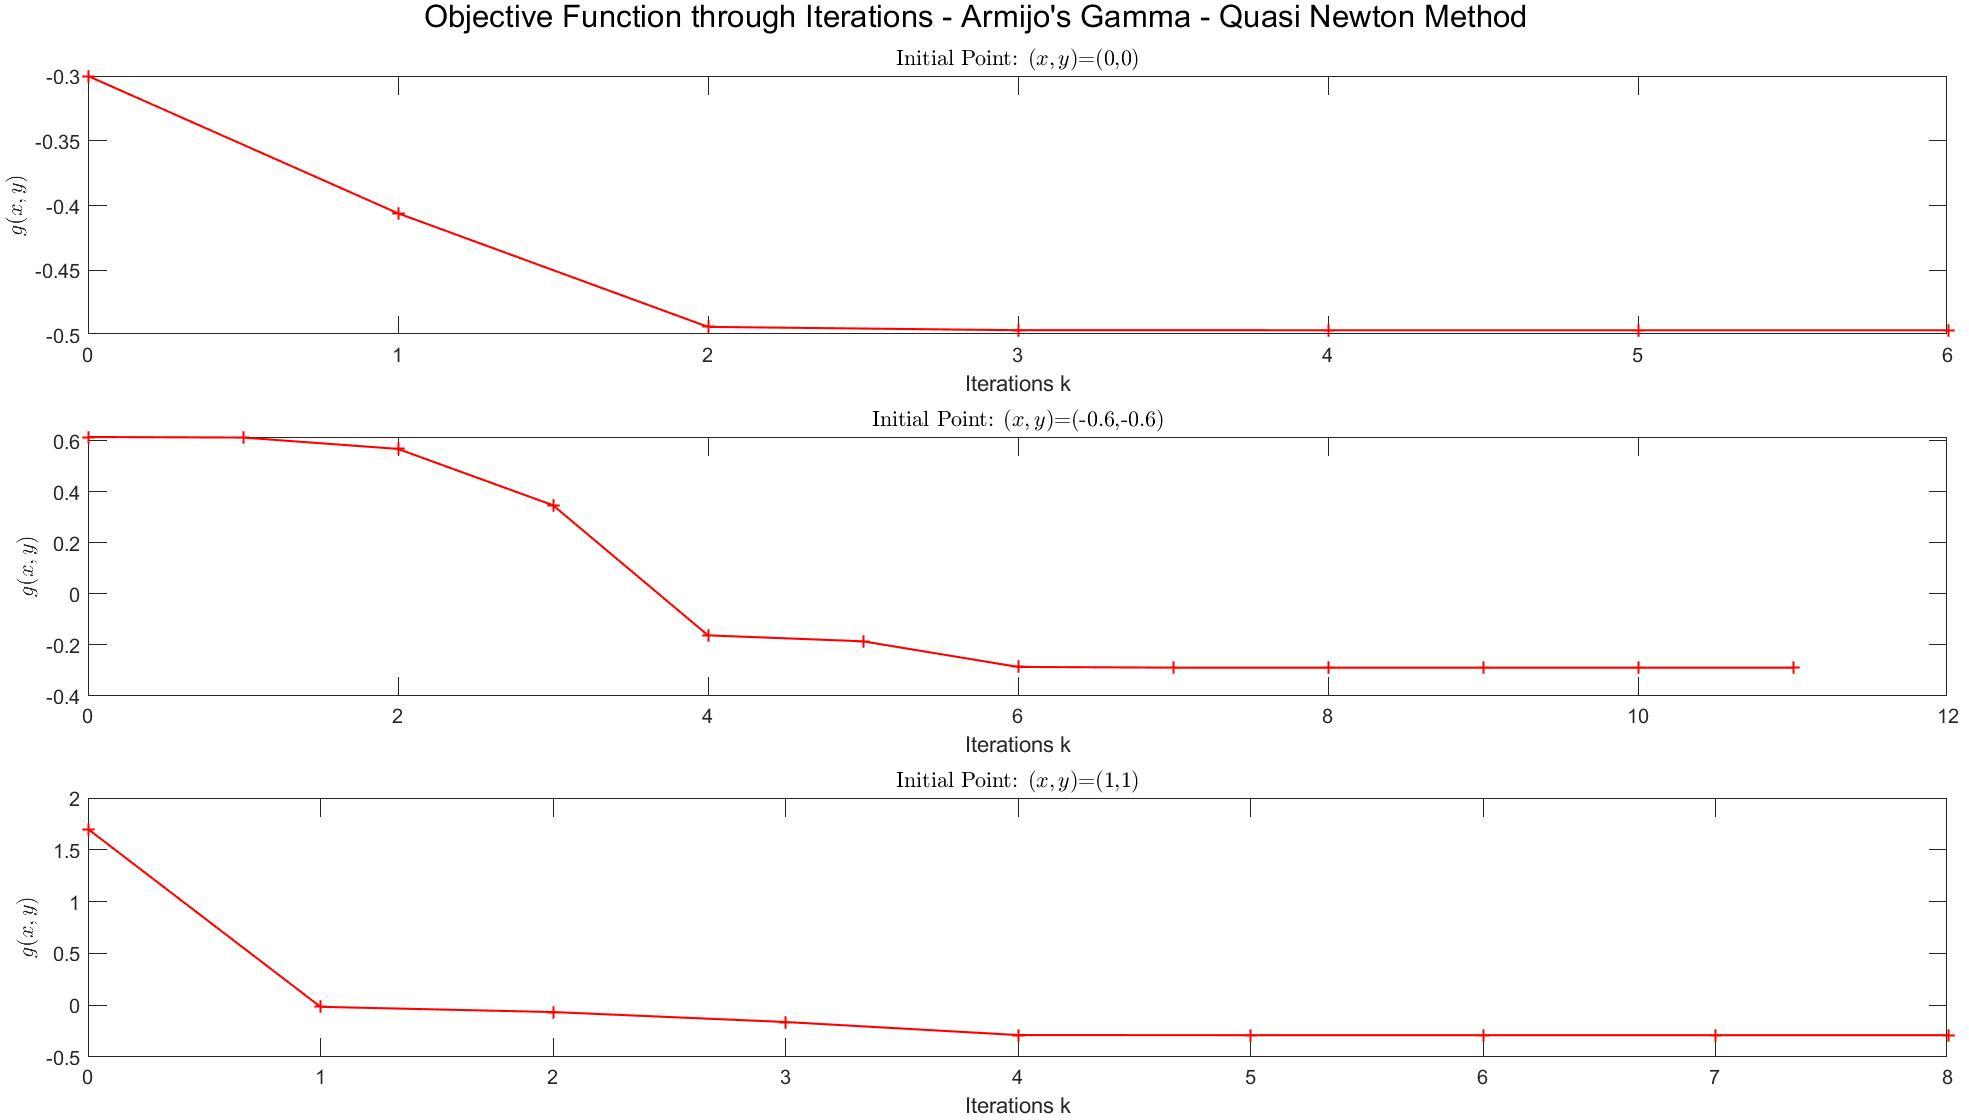 Objective Function through Iterations - Armijo's Gamma - Quasi Newton Method
Initial Point: (x, y)=(0,0)
-0.3
-0.35
-0.4
-0.45
-0.5
g(x, y)
0 1 2 3 4 5 6
Iterations k
Initial Point: (x, y)=(-0.6,-0.6)
0.6
0.4
0.2
0
-0.2
-0.4
g(x, y)
0 2 4 6 8 10 12
Iterations k
Initial Point: (x, y)=(1,1)
2
1.5
1
0.5
0
-0.5
g(x, y)
0 1 2 3 4 5 6 7 8
Iterations k